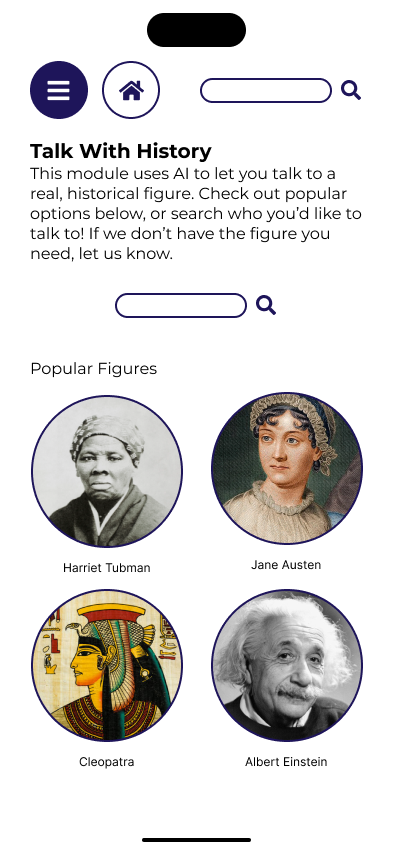 Talk With History
This module uses AI to let you talk to a
real, historical figure. Check out popular
options below, or search who you’d like to
talk to! If we don’t have the figure you
need, let us know.
Popular Figures
Harriet Tubman
Jane Austen
Cleopatra
Albert Einstein